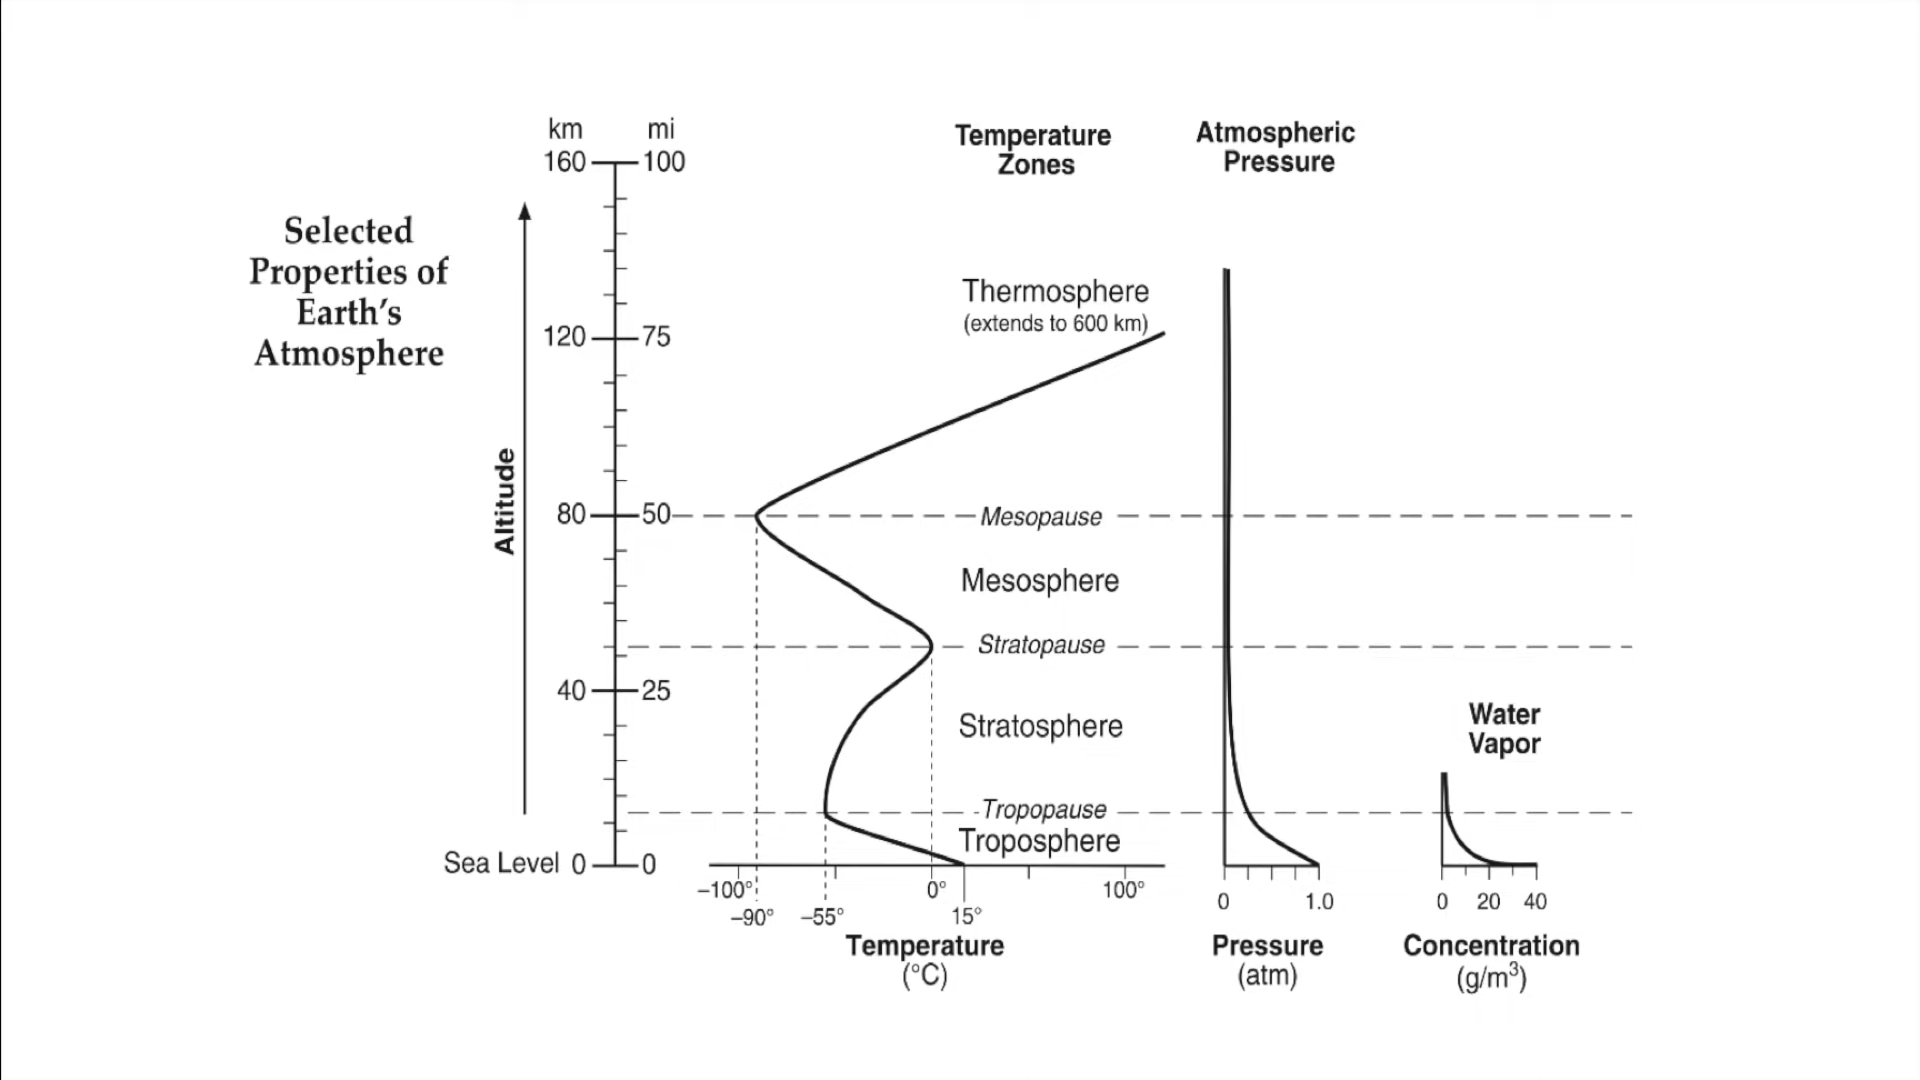 Selected
Properties of
Earth's
Atmosphere
km mi
160 100
120 75
80 50
40 25
Sea Level 0 0
Altitude
Temperature
Zones
Thermosphere
(extends to 600 km)
Mesopause
Mesosphere
Stratopause
Stratosphere
Tropopause
Troposphere
–100° 0° 100°
–90° –55° 15°
Temperature
(°C)
Atmospheric
Pressure
0 1.0
Pressure
(atm)
Water
Vapor
0 20 40
Concentration
(g/m³)